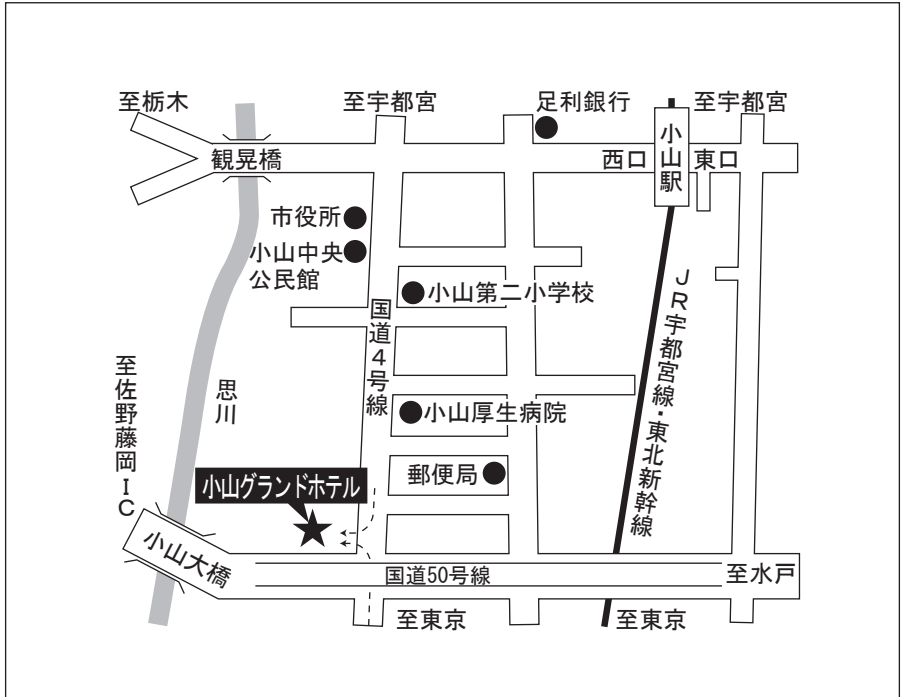 至栃木
至宇都宮
足利銀行
至宇都宮
観晃橋
西口
小山駅
東口
市役所
小山中央
公民館
小山第二小学校
国道4号線
JR宇都宮線・東北新幹線
至佐野藤岡IC
思川
小山厚生病院
郵便局
小山グランドホテル
小山大橋
国道50号線
至水戸
至東京
至東京